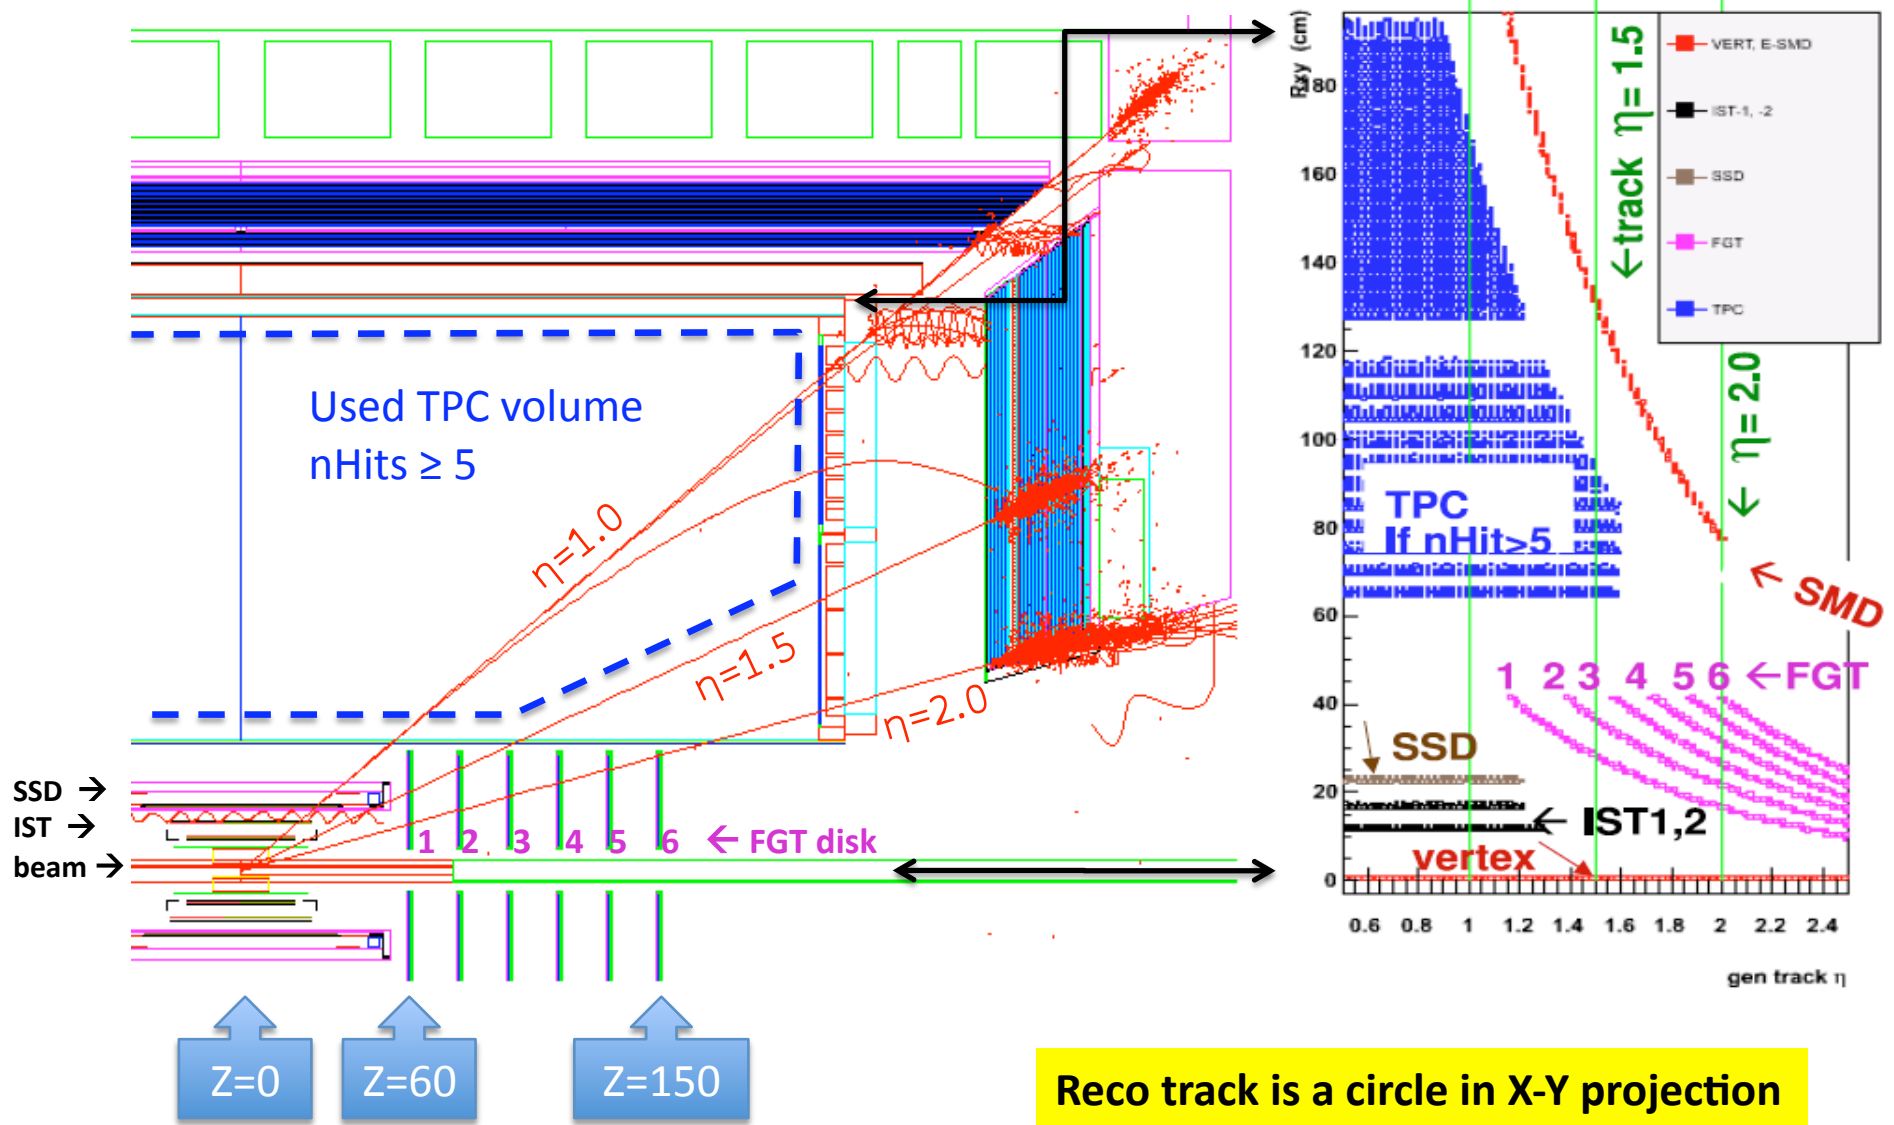 Used TPC volume
nHits ≥ 5
η=1.0
η=1.5
η=2.0
SSD →
IST →
beam →
1 2 3 4 5 6 ← FGT disk
Z=0
Z=60
Z=150
Rxy (cm)
180
160
140
120
100
80
60
40
20
0
0.6 0.8 1 1.2 1.4 1.6 1.8 2 2.2 2.4
gen track η
VERT, E-SMD
IST-1, -2
SSD
FGT
TPC
←track η= 1.5
← η= 2.0
TPC
If nHit≥5
← SMD
1 2 3 4 5 6 ←FGT
SSD
← IST1,2
vertex
Reco track is a circle in X-Y projection